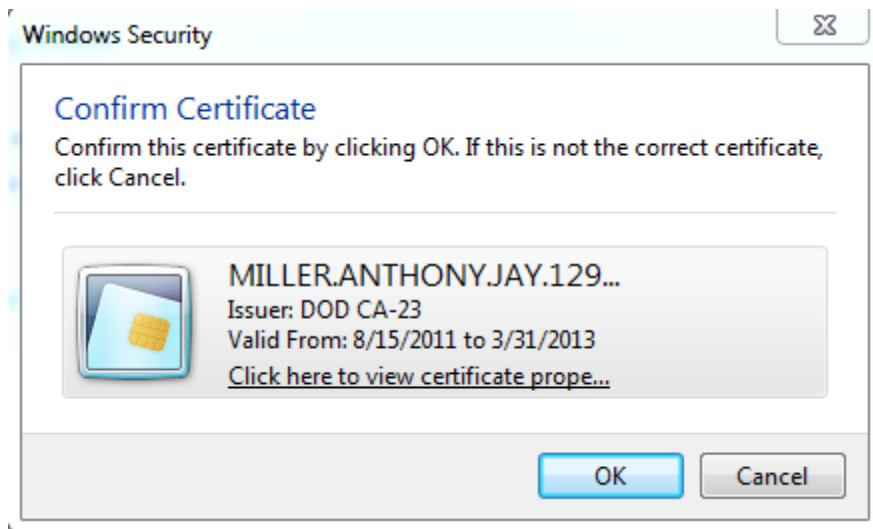 Windows Security
Confirm Certificate
Confirm this certificate by clicking OK. If this is not the correct certificate,
click Cancel.
MILLER.ANTHONY.JAY.129...
Issuer: DOD CA-23
Valid From: 8/15/2011 to 3/31/2013
Click here to view certificate prope...
OK Cancel